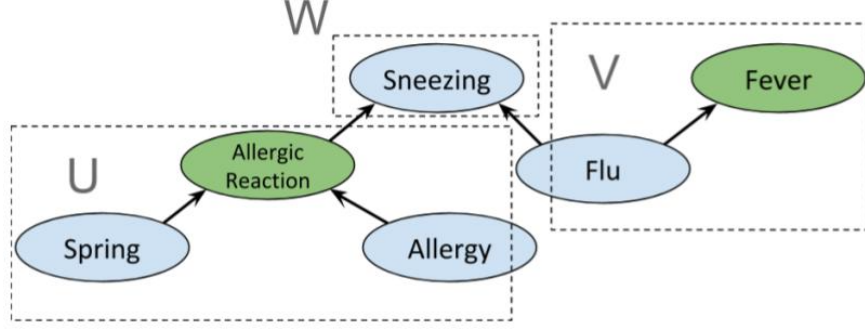 W
Sneezing
V
Fever
U
Allergic
Reaction
Flu
Spring
Allergy